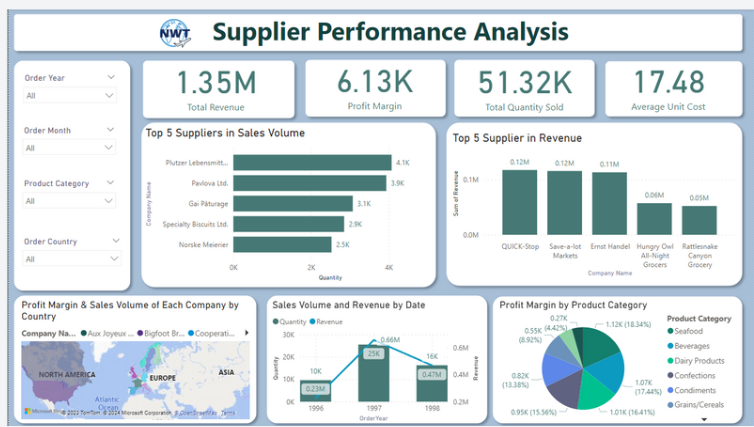 NWT
Supplier Performance Analysis
Order Year
All
Order Month
All
Product Category
All
Order Country
All
1.35M
Total Revenue
6.13K
Profit Margin
51.32K
Total Quantity Sold
17.48
Average Unit Cost
Top 5 Suppliers in Sales Volume
Company Name
Plutzer Lebensmitt...
4.1K
Pavlova Ltd.
3.9K
Gai Pâturage
3.1K
Specialty Biscuits Ltd.
2.9K
Norske Meierier
2.5K
0K 2K 4K
Quantity
Top 5 Supplier in Revenue
Sum of Revenue
0.1M
0.0M
0.12M 0.12M 0.11M 0.06M 0.05M
QUICK-Stop
Save-a-lot
Markets
Ernst Handel
Hungry Owl
All-Night
Grocers
Rattlesnake
Canyon
Grocery
Company Name
Profit Margin & Sales Volume of Each Company by
Country
Company Na... Aux Joyeux ... Bigfoot Br... Cooperati...
NORTH AMERICA
EUROPE
ASIA
Atlantic
Ocean
© 2023 TomTom, © 2024 Microsoft Corporation, © OpenStreetMap Terms
Sales Volume and Revenue by Date
Quantity Revenue
Quantity
30K
20K
10K
0K
10K
0.23M
0.66M
25K
16K
0.47M
0.6M
0.4M
0.2M
Revenue
1996 1997 1998
OrderYear
Profit Margin by Product Category
0.27K
(4.42%)
1.12K (18.34%)
0.55K
(8.92%)
1.07K
(17.44%)
0.82K
(13.38%)
0.95K (15.56%)
1.01K (16.41%)
Product Category
Seafood
Beverages
Dairy Products
Confections
Condiments
Grains/Cereals